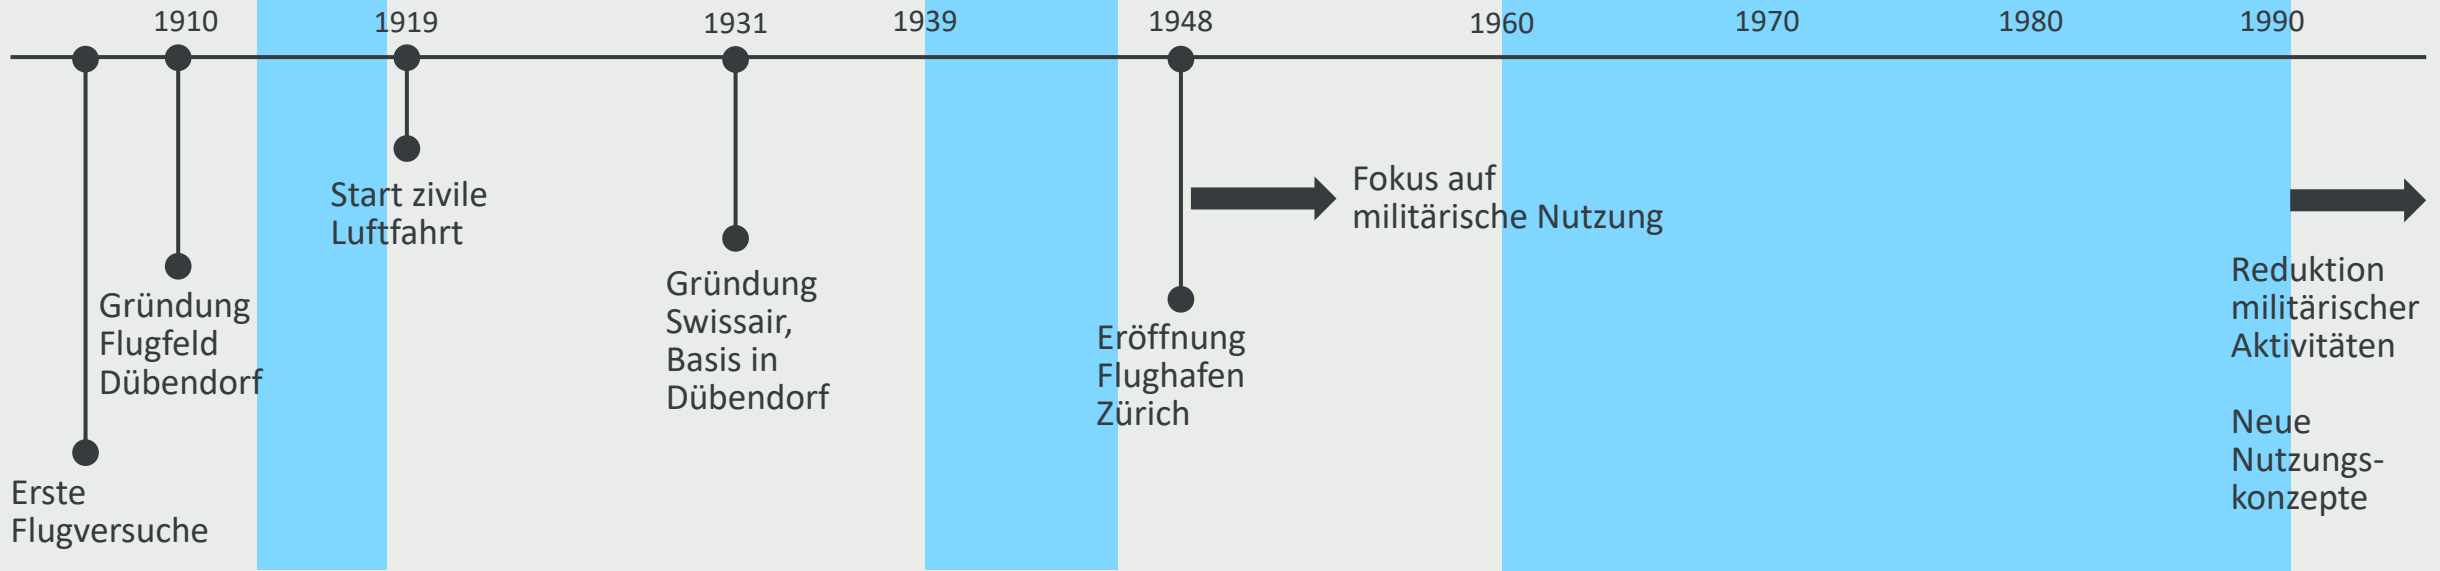 1910
1919
1931
1939
1948
1960
1970
1980
1990
Erste
Flugversuche
Gründung
Flugfeld
Dübendorf
Start zivile
Luftfahrt
Gründung
Swissair,
Basis in
Dübendorf
Eröffnung
Flughafen
Zürich
Fokus auf
militärische Nutzung
Reduktion
militärischer
Aktivitäten
Neue
Nutzungs-
konzepte